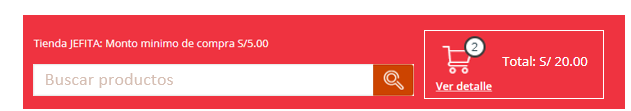 Tienda JEFITA: Monto minimo de compra S/5.00
Buscar productos
2
Total: S/ 20.00
Ver detalle